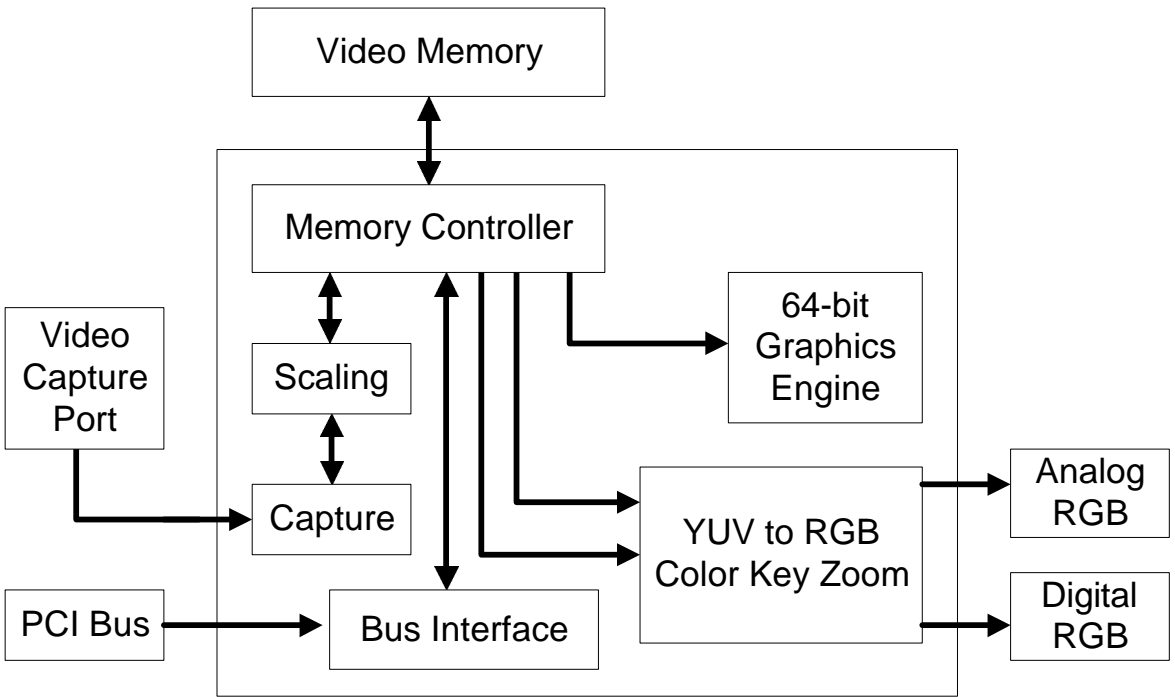 Video Memory
Memory Controller
64-bit
Graphics
Engine
Video
Capture
Port
Scaling
Capture
YUV to RGB
Color Key Zoom
Analog
RGB
PCI Bus
Bus Interface
Digital
RGB